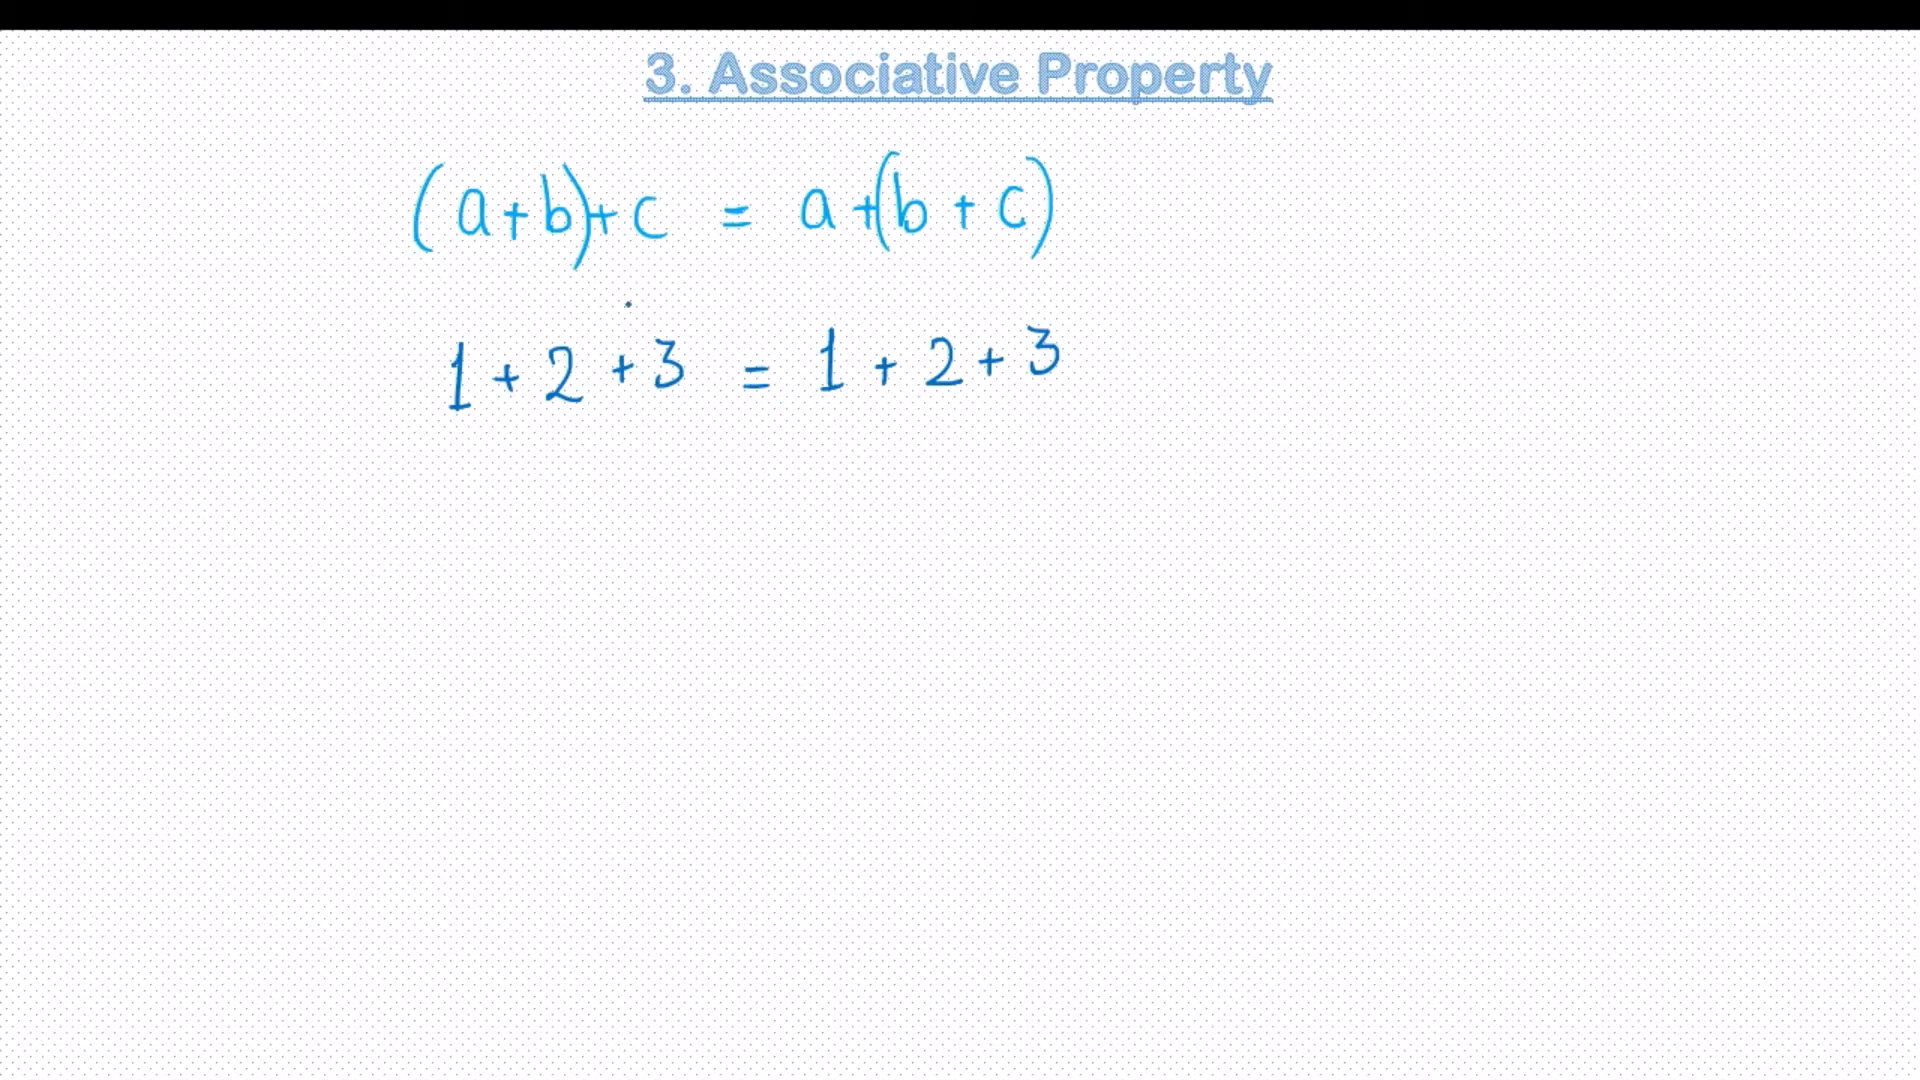 3. Associative Property
(a+b)+c = a+(b+c)
1+2+3 = 1+2+3